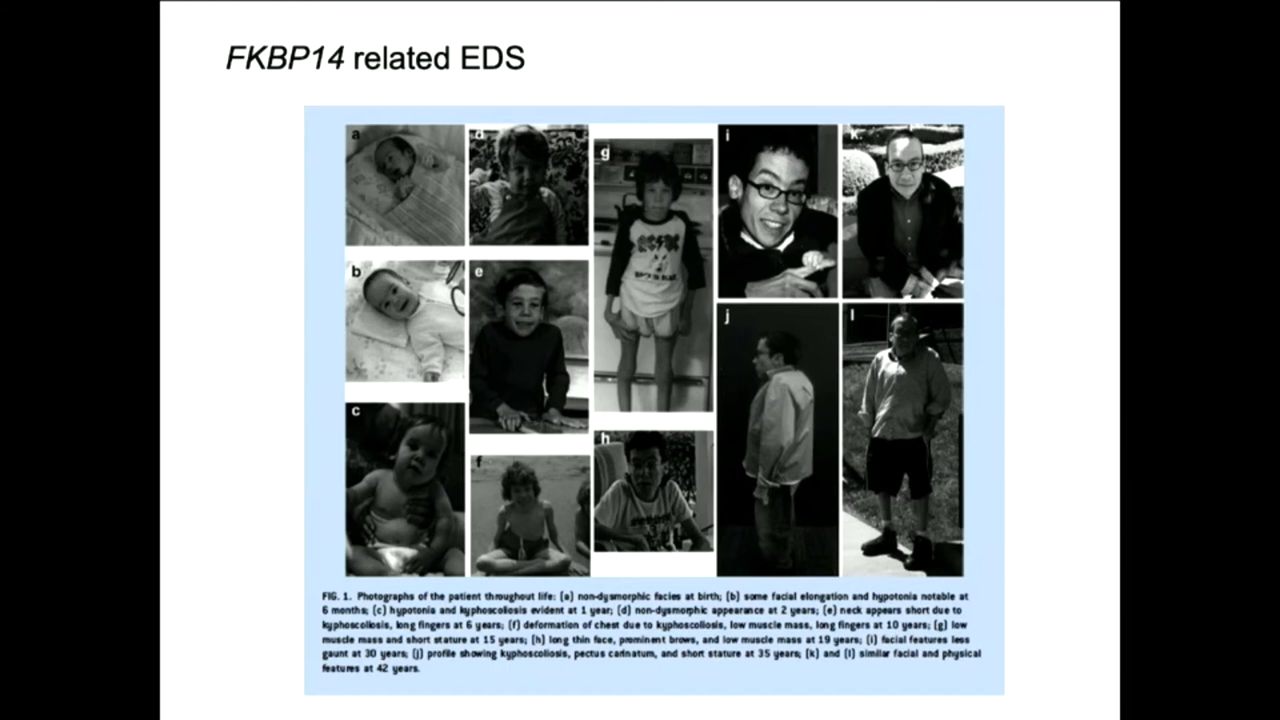 FKBP14 related EDS
a
d
g
i
k
b
e
j
l
c
f
h
FIG. 1. Photographs of the patient throughout life: (a) non-dysmorphic facies at birth; (b) some facial elongation and hypotonia notable at
6 months; (c) hypotonia and kyphoscoliosis evident at 1 year; (d) non-dysmorphic appearance at 2 years; (e) neck appears short due to
kyphoscoliosis, long fingers at 6 years; (f) deformation of chest due to kyphoscoliosis, low muscle mass, long fingers at 10 years; (g) low
muscle mass and short stature at 15 years; (h) long thin face, prominent brows, and low muscle mass at 19 years; (i) facial features less
gaunt at 30 years; (j) profile showing kyphoscoliosis, pectus carinatum, and short stature at 35 years; (k) and (l) similar facial and physical
features at 42 years.